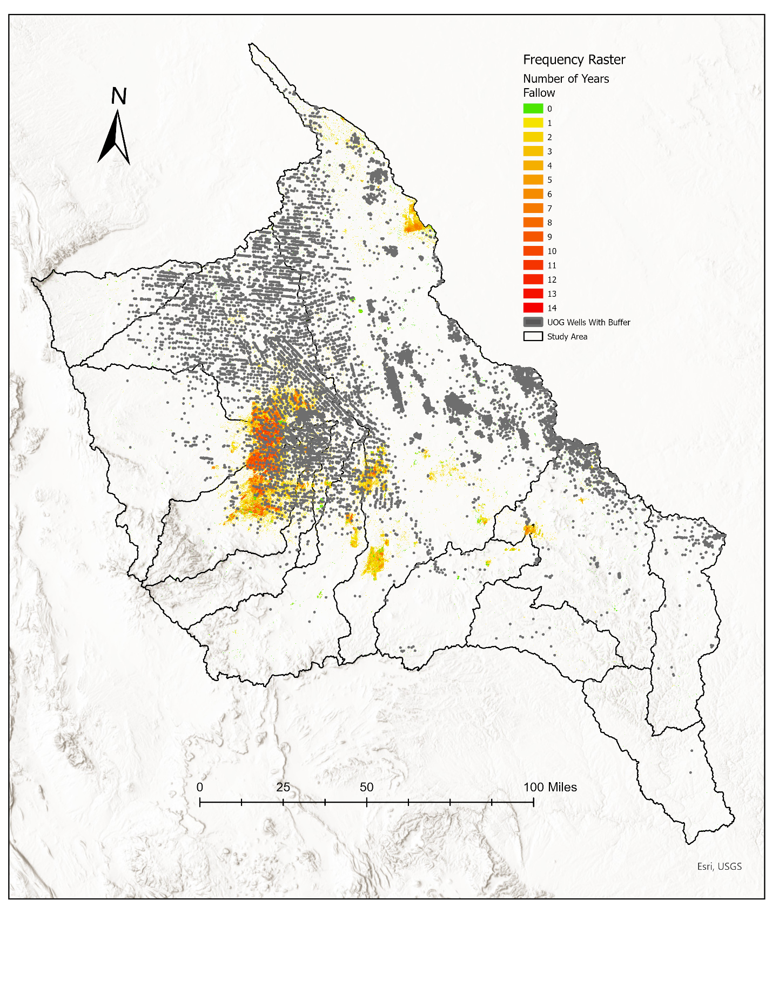 Frequency Raster
Number of Years
Fallow
0
1
2
3
4
5
6
7
8
9
10
11
12
13
14
UOG Wells With Buffer
Study Area
N
0 25 50 100 Miles
Esri, USGS